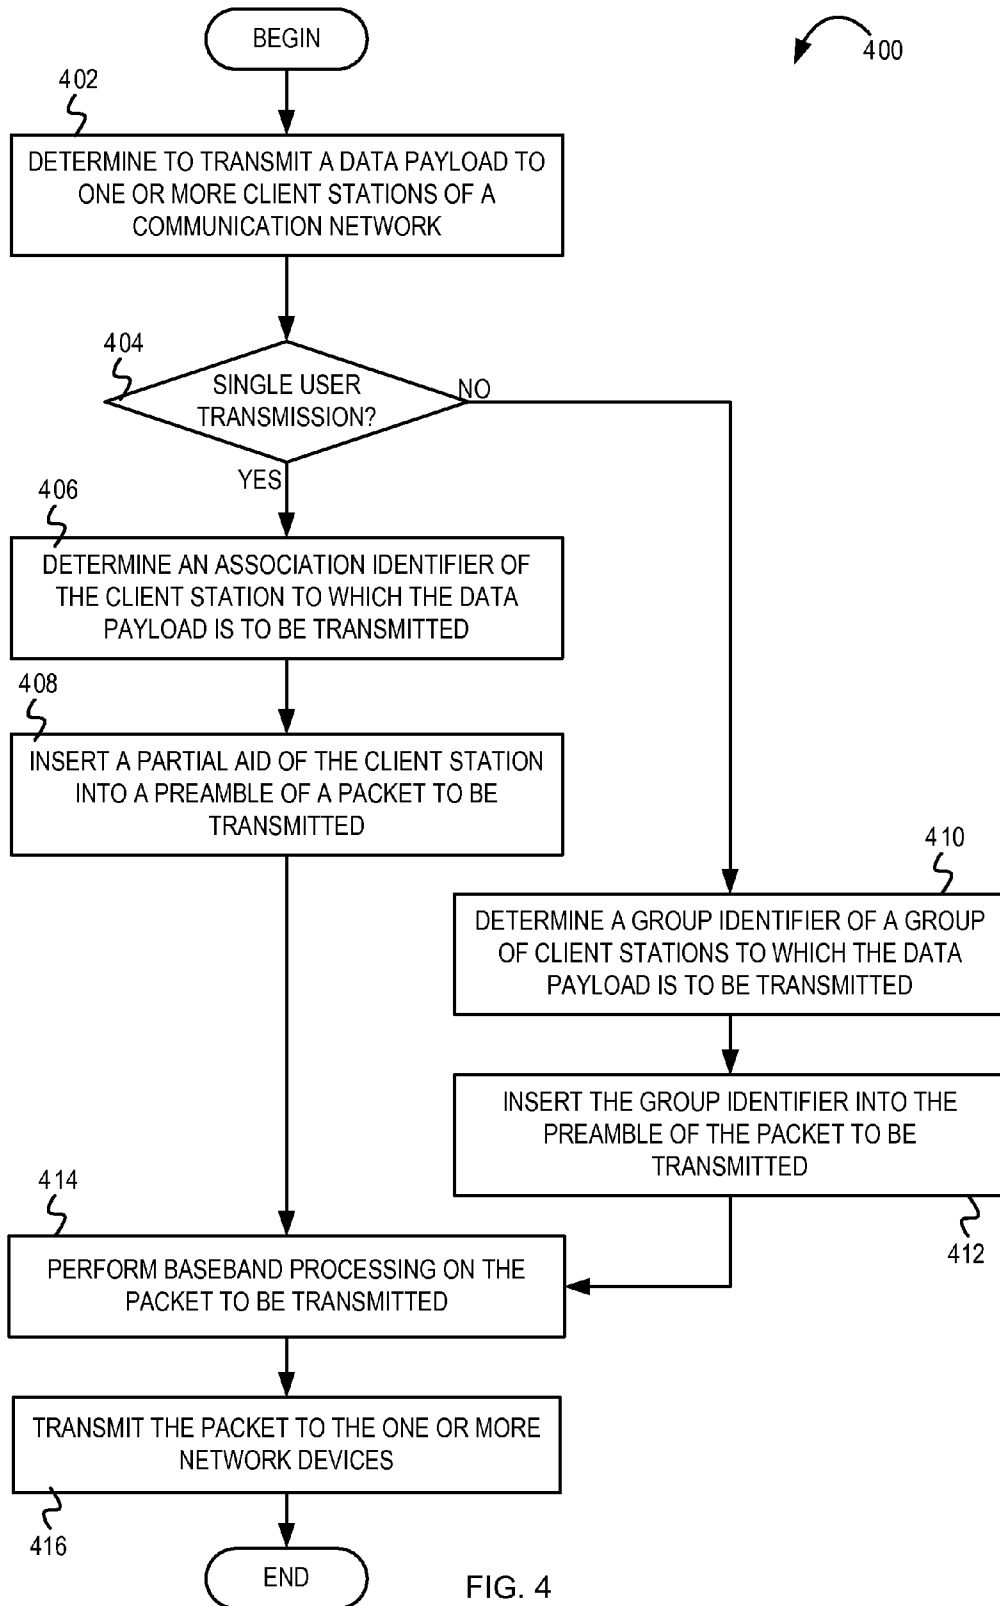 BEGIN
400
402
DETERMINE TO TRANSMIT A DATA PAYLOAD TO
ONE OR MORE CLIENT STATIONS OF A
COMMUNICATION NETWORK
404
SINGLE USER
TRANSMISSION?
NO
YES
406
DETERMINE AN ASSOCIATION IDENTIFIER OF
THE CLIENT STATION TO WHICH THE DATA
PAYLOAD IS TO BE TRANSMITTED
408
INSERT A PARTIAL AID OF THE CLIENT STATION
INTO A PREAMBLE OF A PACKET TO BE
TRANSMITTED
410
DETERMINE A GROUP IDENTIFIER OF A GROUP
OF CLIENT STATIONS TO WHICH THE DATA
PAYLOAD IS TO BE TRANSMITTED
INSERT THE GROUP IDENTIFIER INTO THE
PREAMBLE OF THE PACKET TO BE
TRANSMITTED
412
414
PERFORM BASEBAND PROCESSING ON THE
PACKET TO BE TRANSMITTED
TRANSMIT THE PACKET TO THE ONE OR MORE
NETWORK DEVICES
416
END
FIG. 4